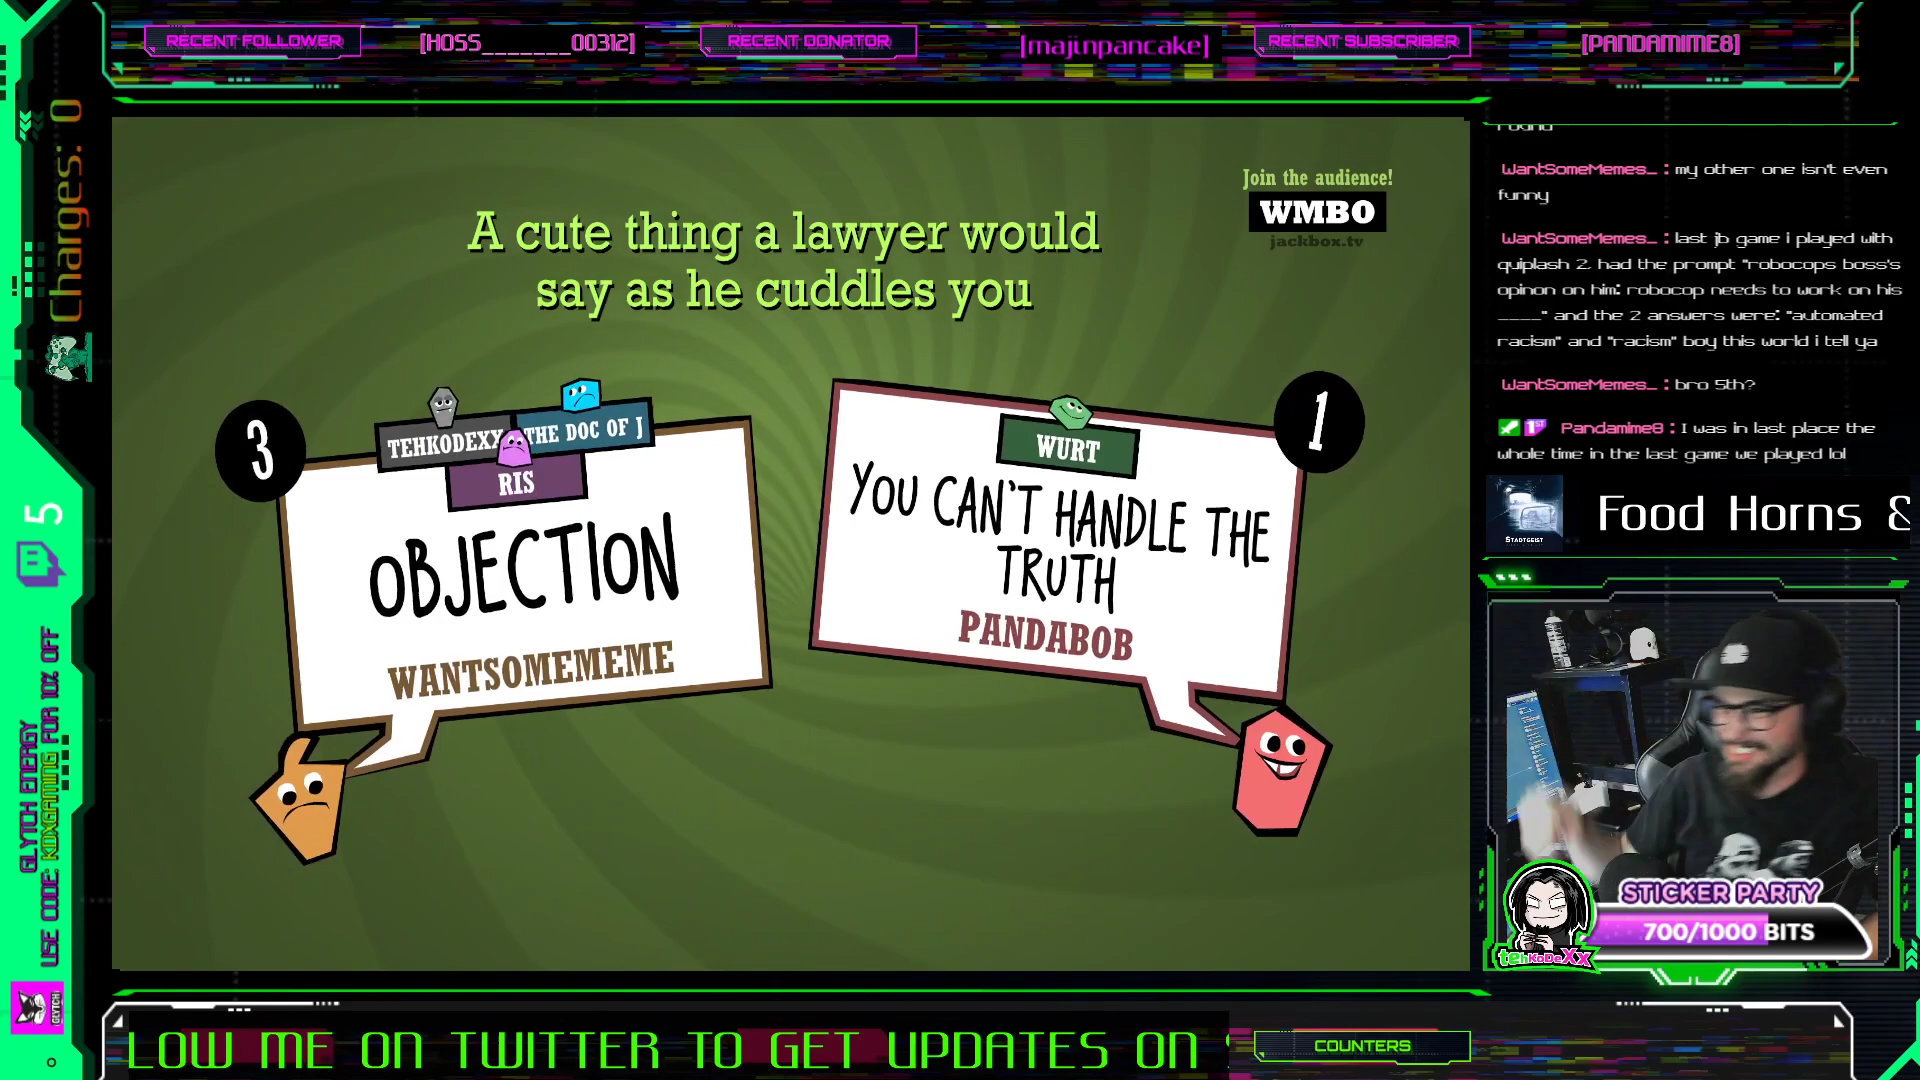 RECENT FOLLOWER
[HOSS_______00312]
RECENT DONATOR
[majinpancake]
RECENT SUBSCRIBER
[PANDAMIME8]
Charges: 0
5
GLYTCH ENERGY
USE CODE: KDXGAMING FOR 10% OFF
GLYTCH
Join the audience!
WMBO
jackbox.tv
A cute thing a lawyer would
say as he cuddles you
3
TEHKODEXX
THE DOC OF J
RIS
OBJECTION
WANTSOMEMEME
1
WURT
YOU CAN'T HANDLE THE
TRUTH
PANDABOB
WantSomeMemes_ : my other one isn't even
funny
WantSomeMemes_ : last jb game i played with
quiplash 2, had the prompt "robocops boss's
opinon on him: robocop needs to work on his
____" and the 2 answers were: "automated
racism" and "racism" boy this world i tell ya
WantSomeMemes_ : bro 5th?
1ST Pandamime8 : I was in last place the
whole time in the last game we played lol
STADTGEIST
Food Horns &
STICKER PARTY
700/1000 BITS
tehKoDeXx
LOW ME ON TWITTER TO GET UPDATES ON
COUNTERS